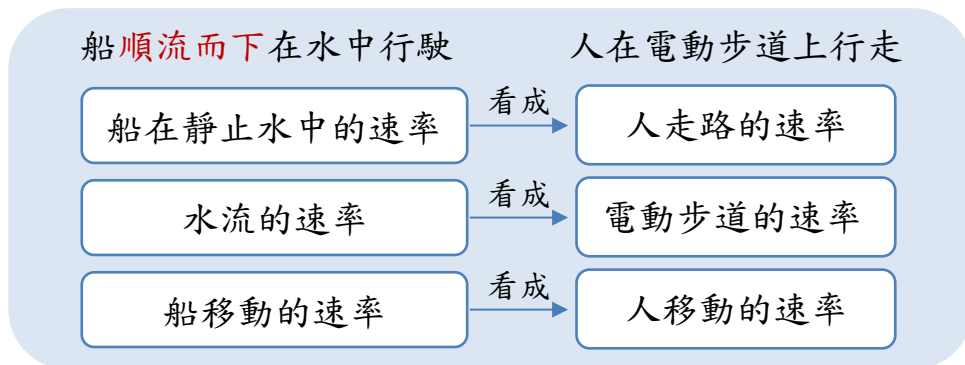 船順流而下在水中行駛 人在電動步道上行走
船在靜止水中的速率 看成 人走路的速率
水流的速率 看成 電動步道的速率
船移動的速率 看成 人移動的速率